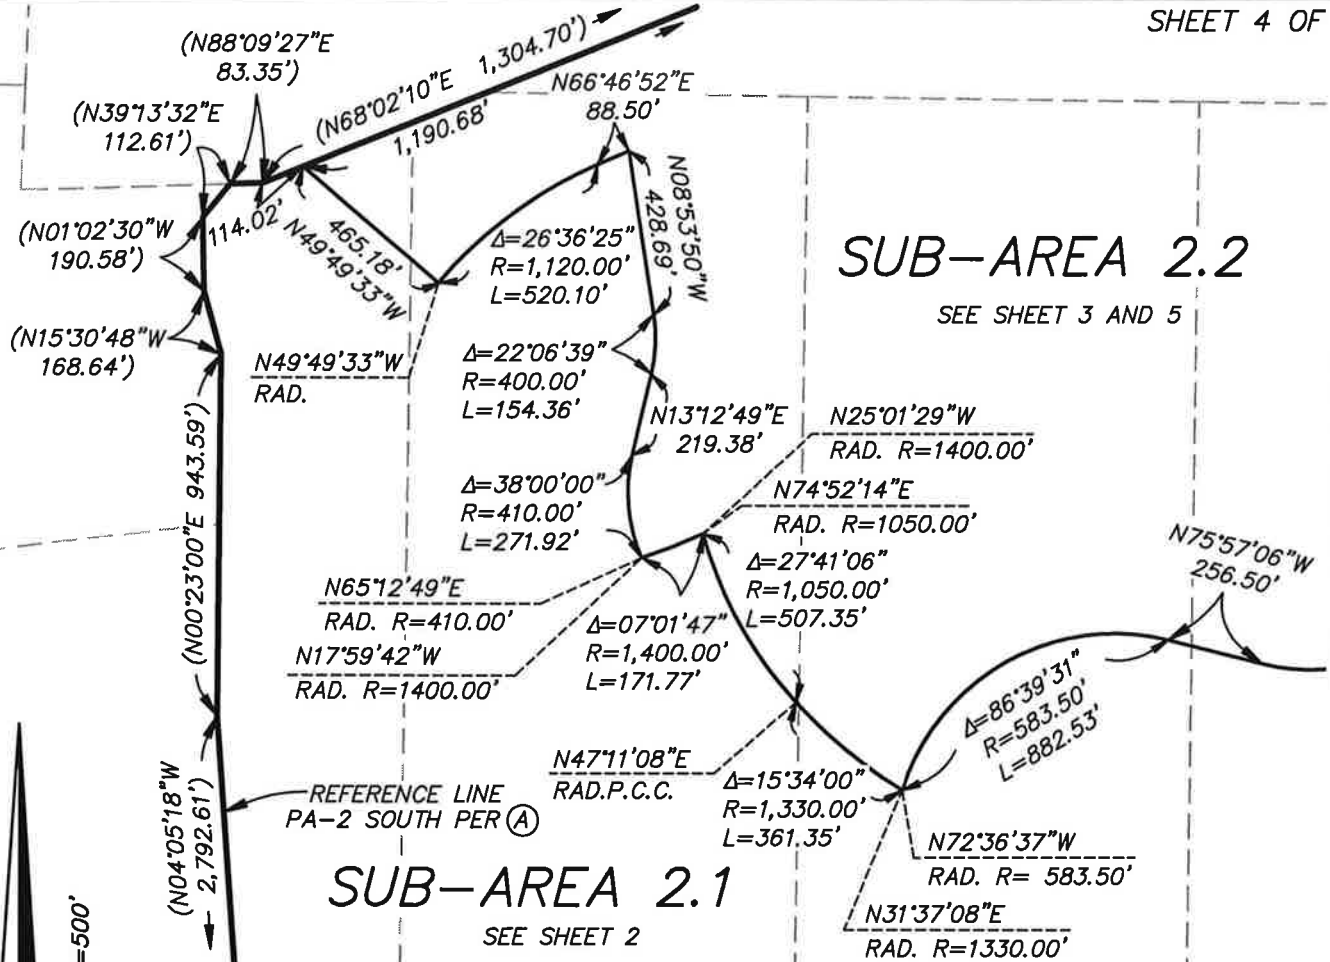 SHEET 4 OF
(N88°09'27"E
83.35')
(N39°13'32"E
112.61')
(N68°02'10"E 1,304.70')
1,190.68'
N66°46'52"E
88.50'
(N01°02'30"W
190.58')
114.02'
465.18'
N49°49'33"W
Δ=26°36'25"
R=1,120.00'
L=520.10'
N08°53'50"W
428.69'
SUB-AREA 2.2
SEE SHEET 3 AND 5
(N15°30'48"W
168.64')
N49°49'33"W
RAD.
Δ=22°06'39"
R=400.00'
L=154.36'
N13°12'49"E
219.38'
N25°01'29"W
RAD. R=1400.00'
(N00°23'00"E 943.59')
Δ=38°00'00"
R=410.00'
L=271.92'
N74°52'14"E
RAD. R=1050.00'
N75°57'06"W
256.50'
N65°12'49"E
RAD. R=410.00'
Δ=27°41'06"
R=1,050.00'
L=507.35'
N17°59'42"W
RAD. R=1400.00'
Δ=07°01'47"
R=1,400.00'
L=171.77'
Δ=86°39'31"
R=583.50'
L=882.53'
N47°11'08"E
RAD.P.C.C.
Δ=15°34'00"
R=1,330.00'
L=361.35'
(N04°05'18"W
2,792.61')
REFERENCE LINE
PA-2 SOUTH PER A
N72°36'37"W
RAD. R= 583.50'
SUB-AREA 2.1
SEE SHEET 2
N31°37'08"E
RAD. R=1330.00'
=500'